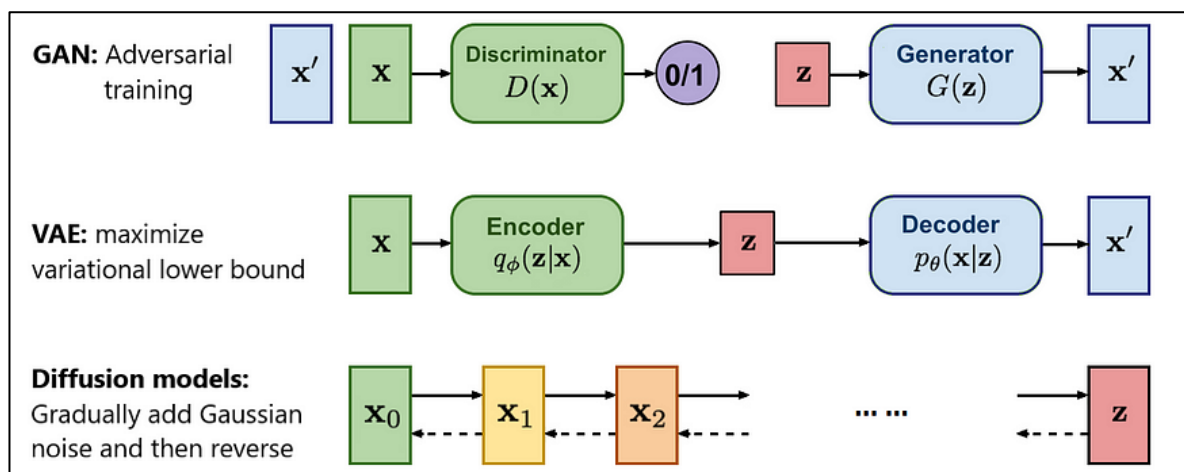 GAN: Adversarial
training
x′
x
Discriminator
D(x)
0/1
z
Generator
G(z)
x′
VAE: maximize
variational lower bound
x
Encoder
qϕ(z|x)
z
Decoder
pθ(x|z)
x′
Diffusion models:
Gradually add Gaussian
noise and then reverse
x0
x1
x2
... ...
z